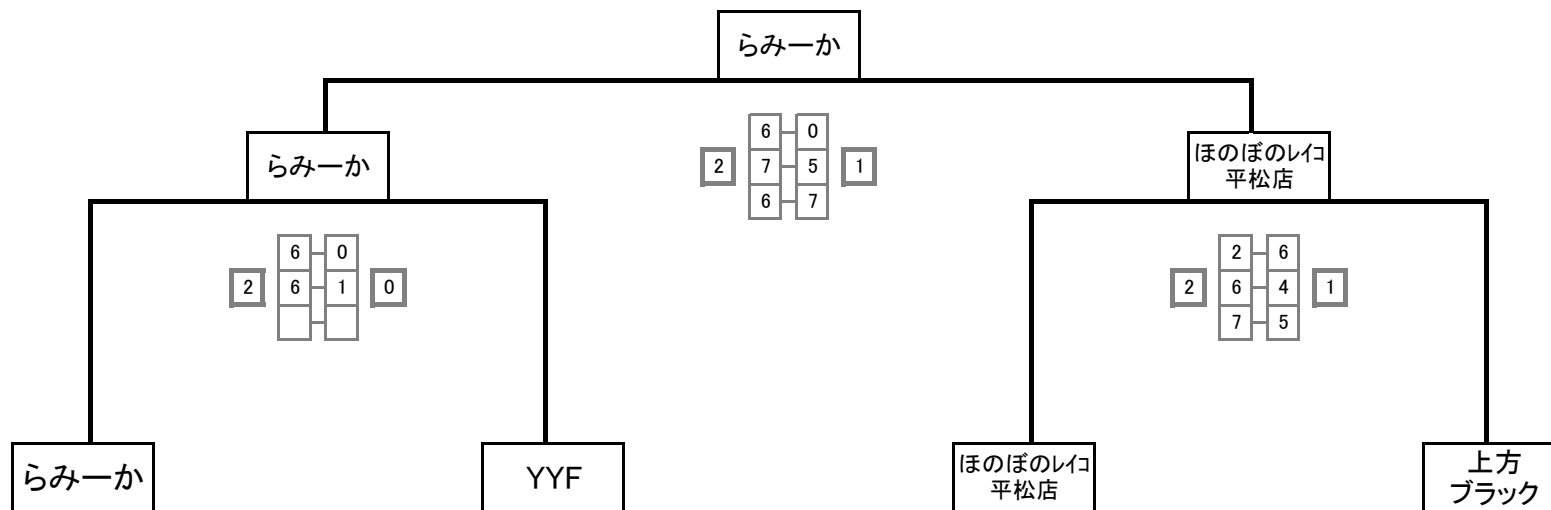 らみーか
らみーか
ほのぼのﾚｲｺ
平松店
6 0
2 7 5 1
6 7
6 0
2 6 1 0
2 6
2 6 4 1
7 5
らみーか
YYF
ほのぼのﾚｲｺ
平松店
上方
ブラック